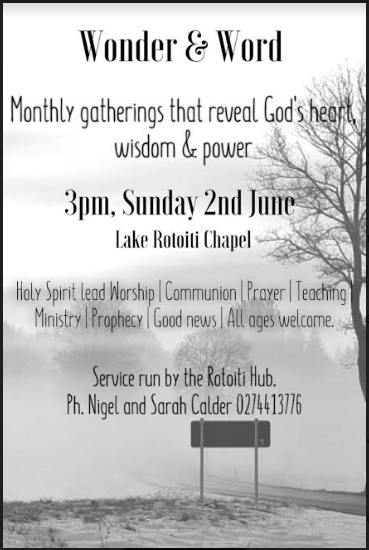 Wonder & Word
Monthly gatherings that reveal God's heart,
wisdom & power
3pm, Sunday 2nd June
Lake Rotoiti Chapel
Holy Spirit lead Worship | Communion | Prayer | Teaching |
Ministry | Prophecy | Good news | All ages welcome.
Service run by the Rotoiti Hub.
Ph. Nigel and Sarah Calder 0274413776